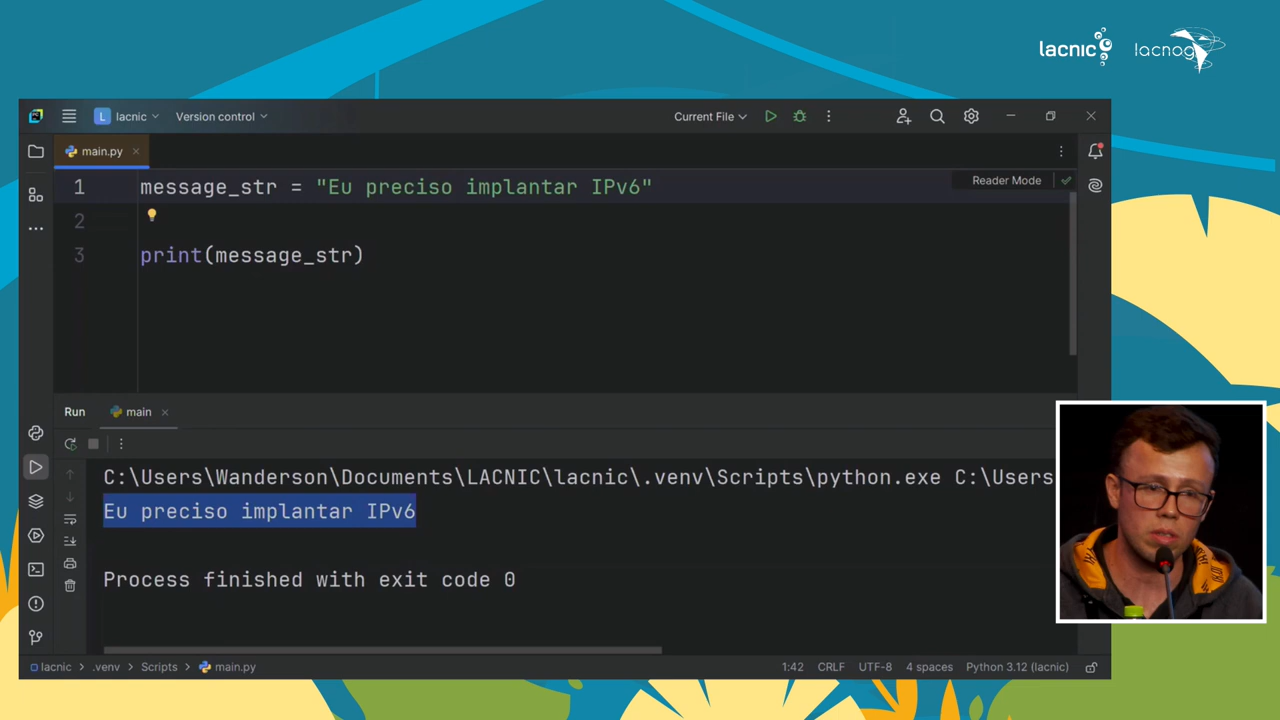 lacnic
lacnog
L lacnic
Version control
Current File
main.py
Reader Mode
1 message_str = "Eu preciso implantar IPv6"
2
3 print(message_str)
Run
main
C:\Users\Wanderson\Documents\LACNIC\lacnic\.venv\Scripts\python.exe C:\Users
Eu preciso implantar IPv6
Process finished with exit code 0
lacnic > .venv > Scripts > main.py
1:42 CRLF UTF-8 4 spaces Python 3.12 (lacnic)